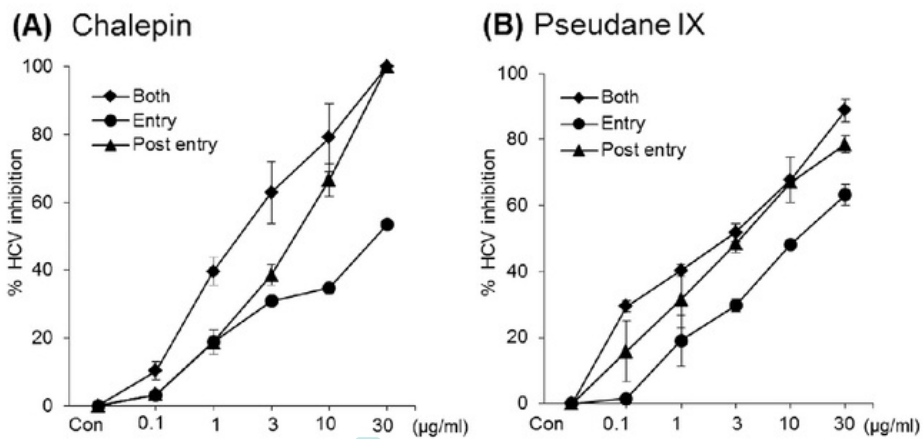 (A) Chalepin
% HCV inhibition
100
80
60
40
20
0
Both
Entry
Post entry
Con 0.1 1 3 10 30 (μg/ml)
(B) Pseudane IX
% HCV inhibition
100
80
60
40
20
0
Both
Entry
Post entry
Con 0.1 1 3 10 30 (μg/ml)